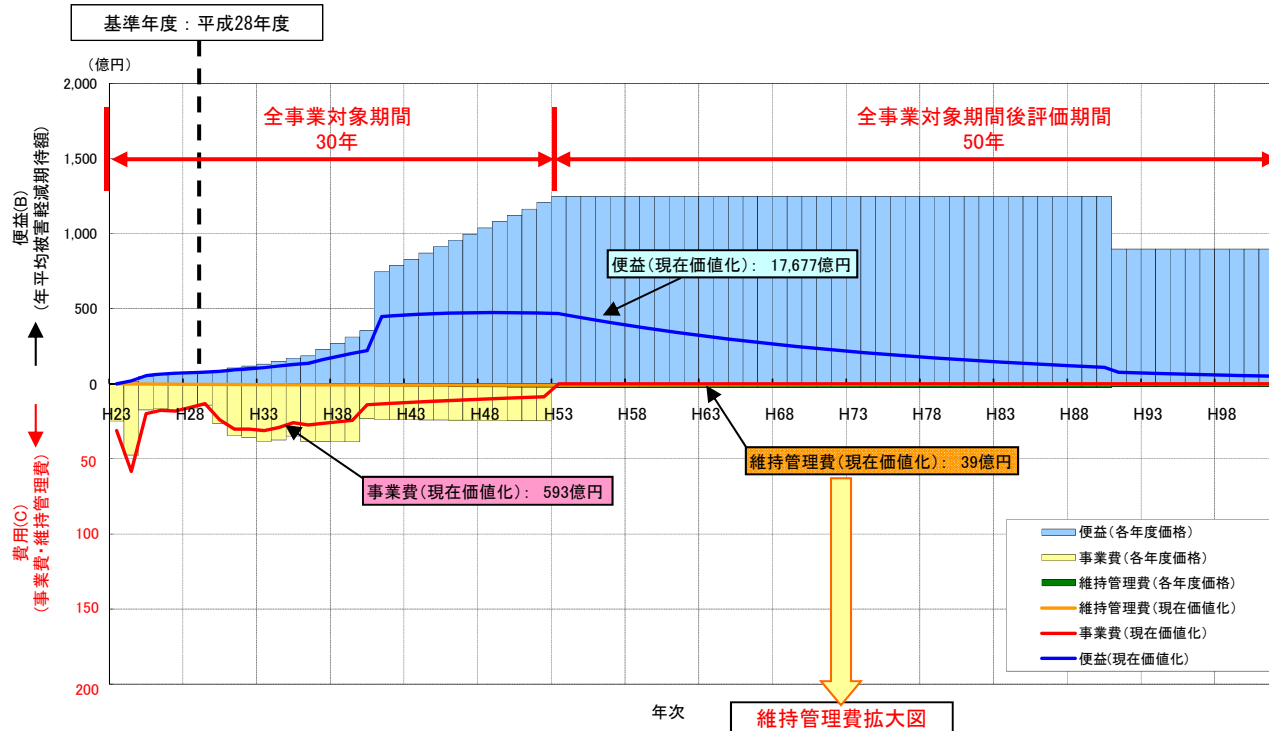 基準年度：平成28年度
（億円）
2,000
1,500
1,000
500
0
50
100
150
200
便益(B)
(年平均被害軽減期待額)
費用(C)
(事業費・維持管理費)
全事業対象期間
30年
全事業対象期間後評価期間
50年
便益(現在価値化)： 17,677億円
H23
H28
H33
H38
H43
H48
H53
H58
H63
H68
H73
H78
H83
H88
H93
H98
維持管理費(現在価値化)： 39億円
事業費(現在価値化)： 593億円
便益(各年度価格)
事業費(各年度価格)
維持管理費(各年度価格)
維持管理費(現在価値化)
事業費(現在価値化)
便益(現在価値化)
年次
維持管理費拡大図